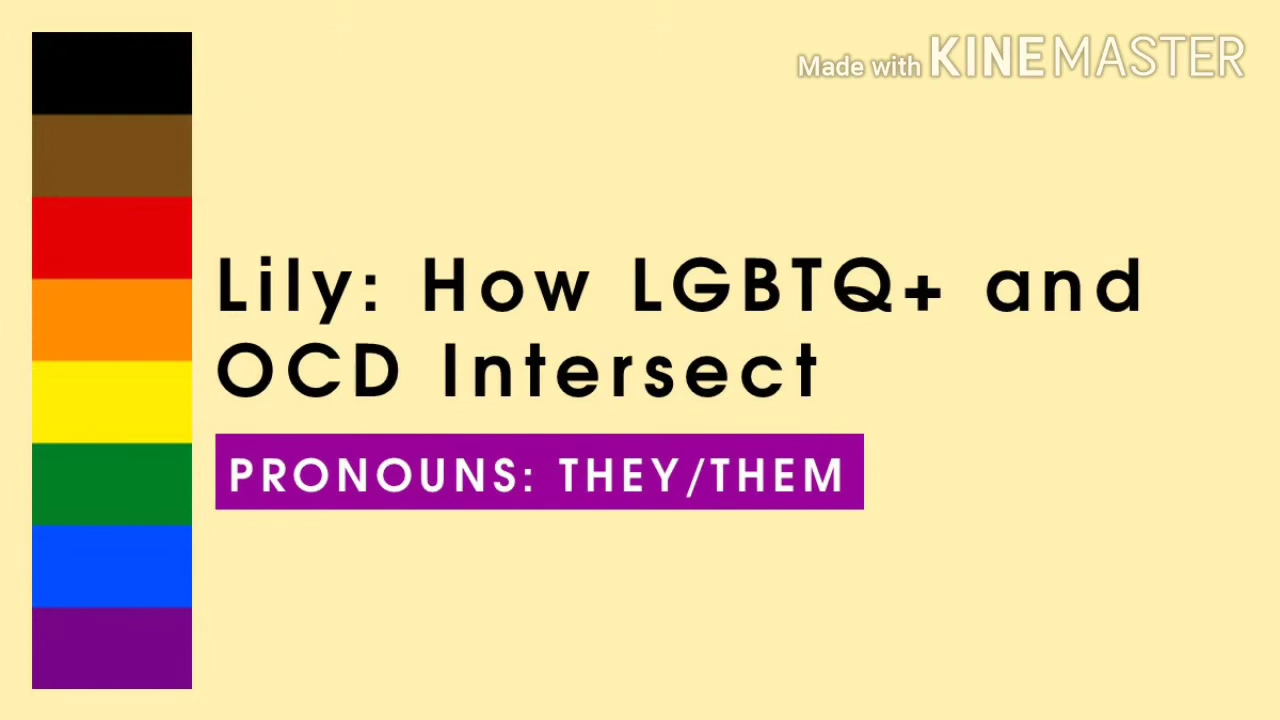 Made with KINEMASTER
Lily: How LGBTQ+ and
OCD Intersect
PRONOUNS: THEY/THEM